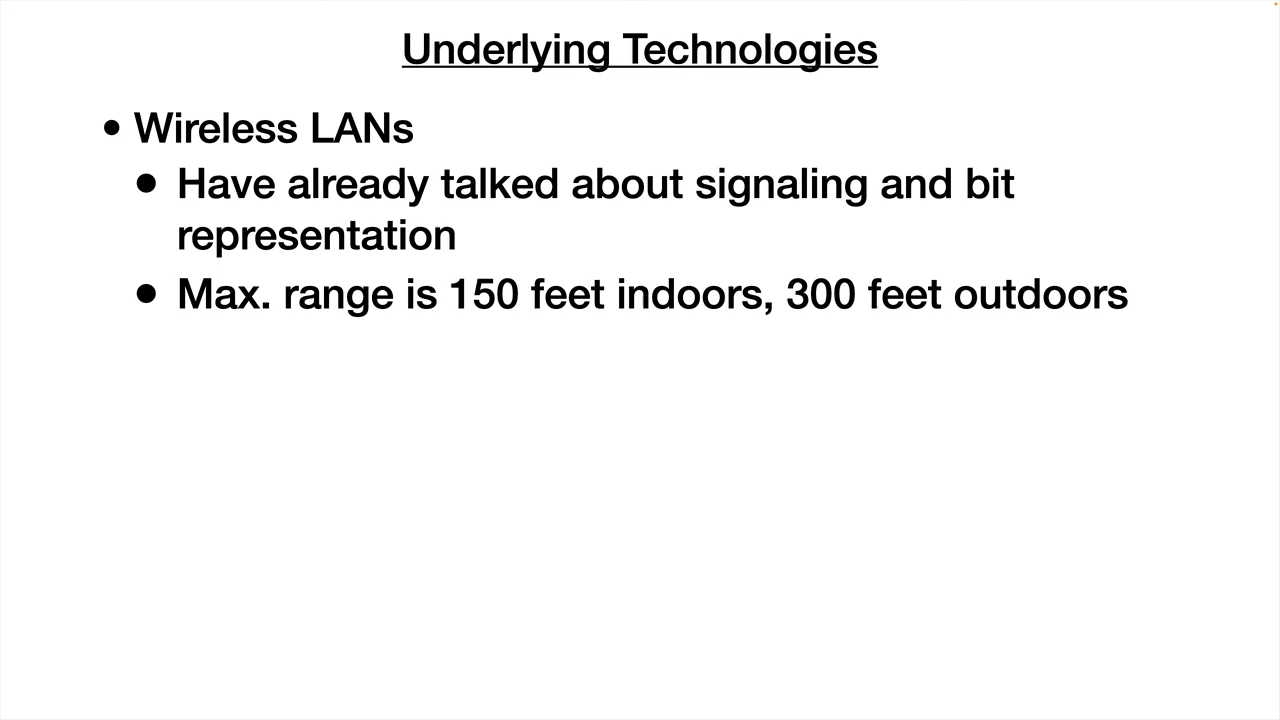 Underlying Technologies
• Wireless LANs
• Have already talked about signaling and bit
representation
• Max. range is 150 feet indoors, 300 feet outdoors